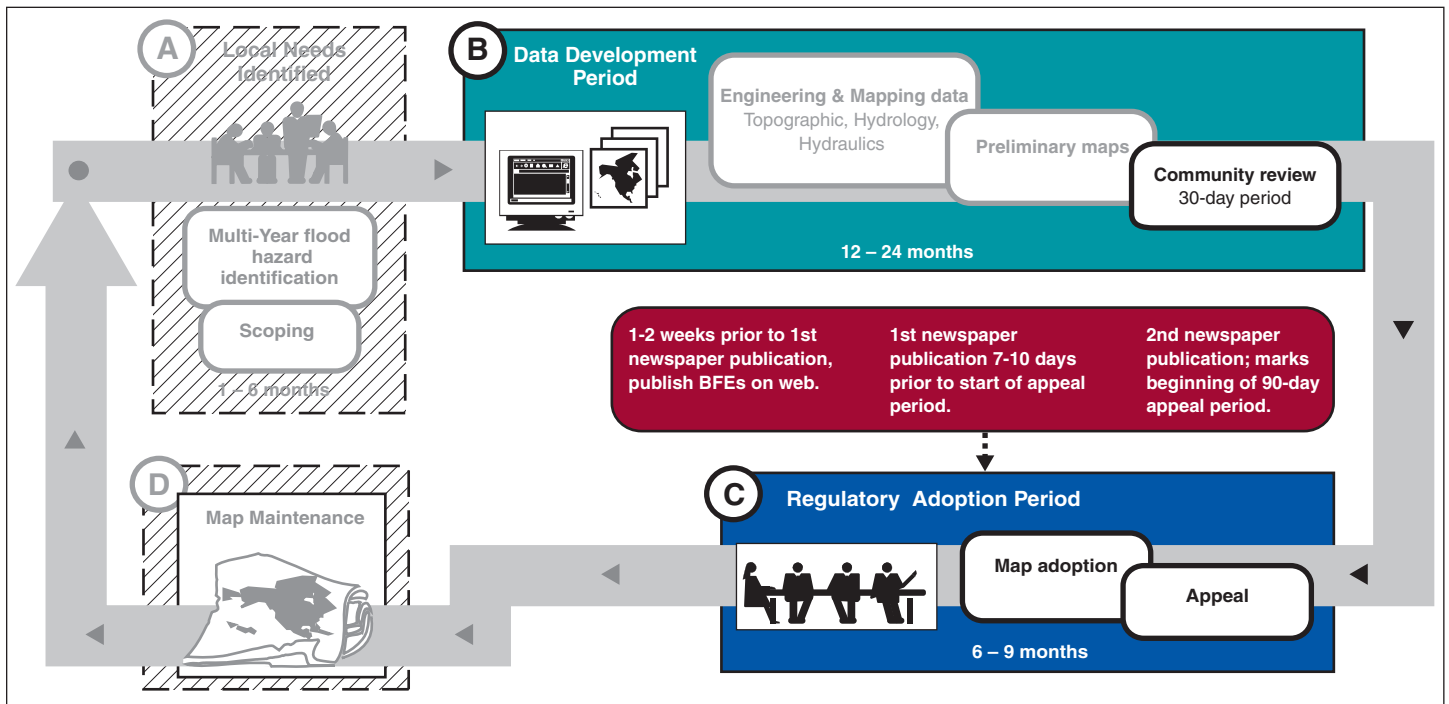 A
Local Needs
Identified
Multi-Year flood
hazard
identification
Scoping
1 – 6 months
B
Data Development
Period
Engineering & Mapping data
Topographic, Hydrology,
Hydraulics
Preliminary maps
Community review
30-day period
12 – 24 months
1-2 weeks prior to 1st
newspaper publication,
publish BFEs on web.
1st newspaper
publication 7-10 days
prior to start of appeal
period.
2nd newspaper
publication; marks
beginning of 90-day
appeal period.
C
Regulatory Adoption Period
Map adoption
Appeal
6 – 9 months
D
Map Maintenance